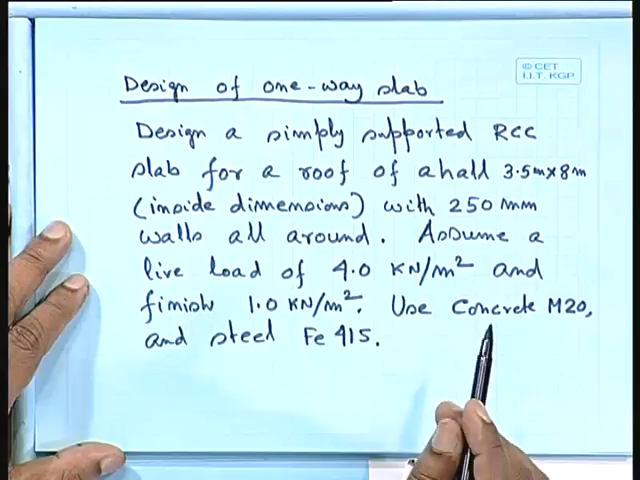 © CET
I.I.T. KGP
Design of one-way slab
Design a simply supported RCC
slab for a roof of a hall 3.5m×8m
(inside dimensions) with 250 mm
walls all around. Assume a
live load of 4.0 KN/m² and
finish 1.0 KN/m². Use Concrete M20,
and steel Fe 415.